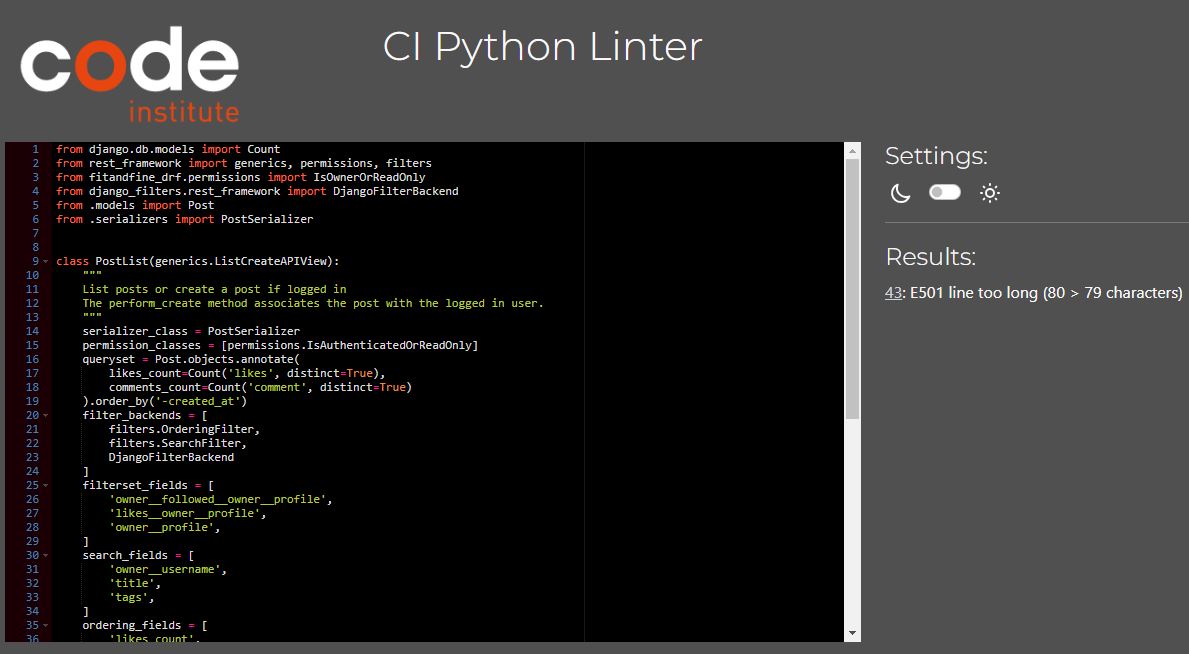 code
institute
CI Python Linter
1 from django.db.models import Count
2 from rest_framework import generics, permissions, filters
3 from fitandfine_drf.permissions import IsOwnerOrReadOnly
4 from django_filters.rest_framework import DjangoFilterBackend
5 from .models import Post
6 from .serializers import PostSerializer
7
8
9 class PostList(generics.ListCreateAPIView):
10     """
11     List posts or create a post if logged in
12     The perform_create method associates the post with the logged in user.
13     """
14     serializer_class = PostSerializer
15     permission_classes = [permissions.IsAuthenticatedOrReadOnly]
16     queryset = Post.objects.annotate(
17         likes_count=Count('likes', distinct=True),
18         comments_count=Count('comment', distinct=True)
19     ).order_by('-created_at')
20     filter_backends = [
21         filters.OrderingFilter,
22         filters.SearchFilter,
23         DjangoFilterBackend
24     ]
25     filterset_fields = [
26         'owner__followed__owner__profile',
27         'likes__owner__profile',
28         'owner__profile',
29     ]
30     search_fields = [
31         'owner__username',
32         'title',
33         'tags',
34     ]
35     ordering_fields = [
36         'likes_count',
Settings:
Results:
43: E501 line too long (80 > 79 characters)